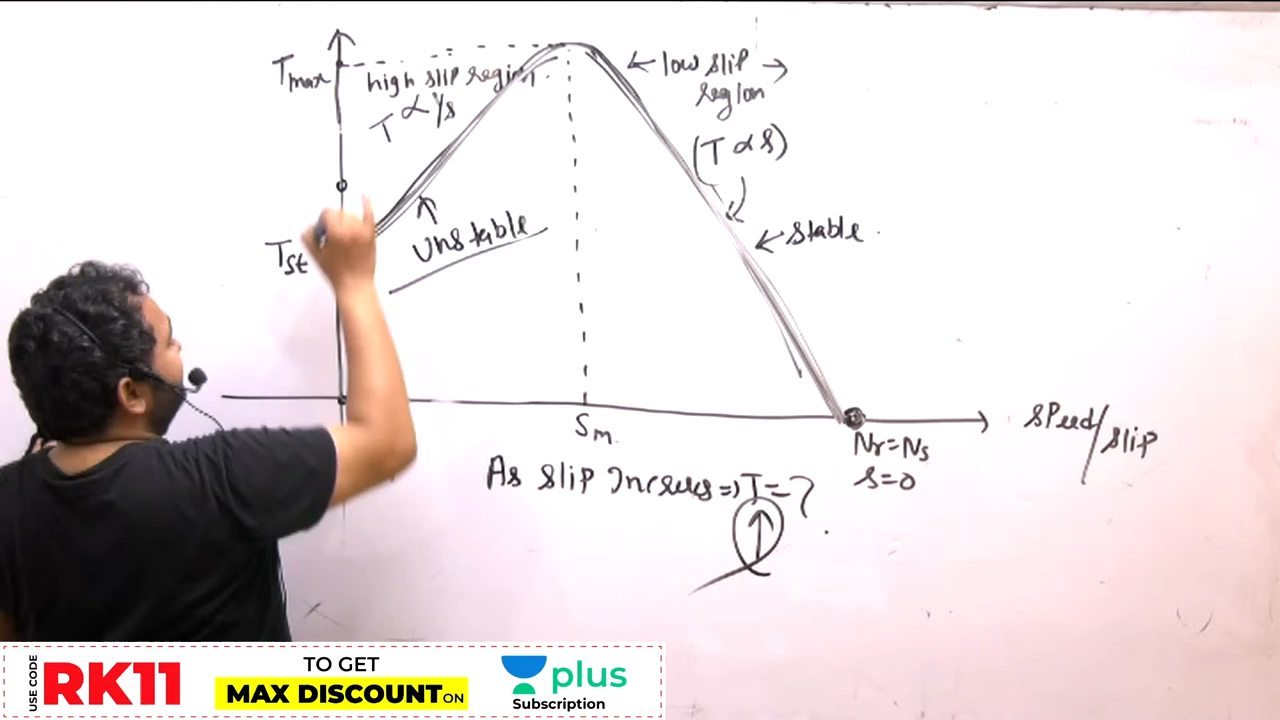 Tmax
high slip region
T ∝ 1/s
← low slip →
region
(T ∝ s)
← stable
Unstable
Tst
Sm
speed/slip
Nr=Ns
s=0
As slip Increses ⇒ T = ?
USE CODE
RK11
TO GET
MAX DISCOUNT ON
plus
Subscription